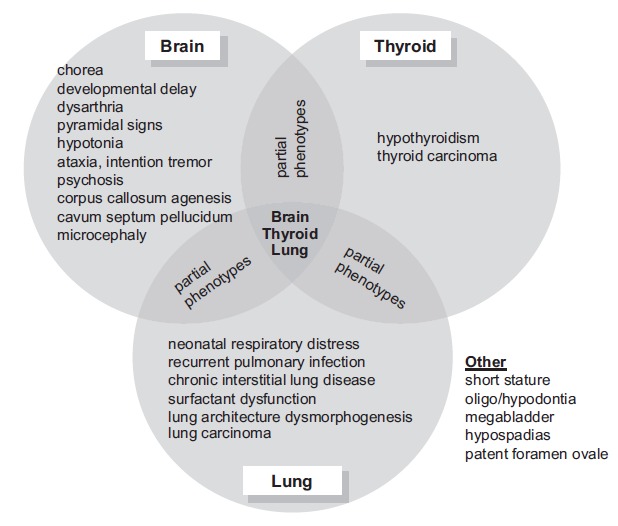 Brain
chorea
developmental delay
dysarthria
pyramidal signs
hypotonia
ataxia, intention tremor
psychosis
corpus callosum agenesis
cavum septum pellucidum
microcephaly
partial
phenotypes
Thyroid
hypothyroidism
thyroid carcinoma
Brain
Thyroid
Lung
partial
phenotypes
partial
phenotypes
neonatal respiratory distress
recurrent pulmonary infection
chronic interstitial lung disease
surfactant dysfunction
lung architecture dysmorphogenesis
lung carcinoma
Lung
Other
short stature
oligo/hypodontia
megabladder
hypospadias
patent foramen ovale